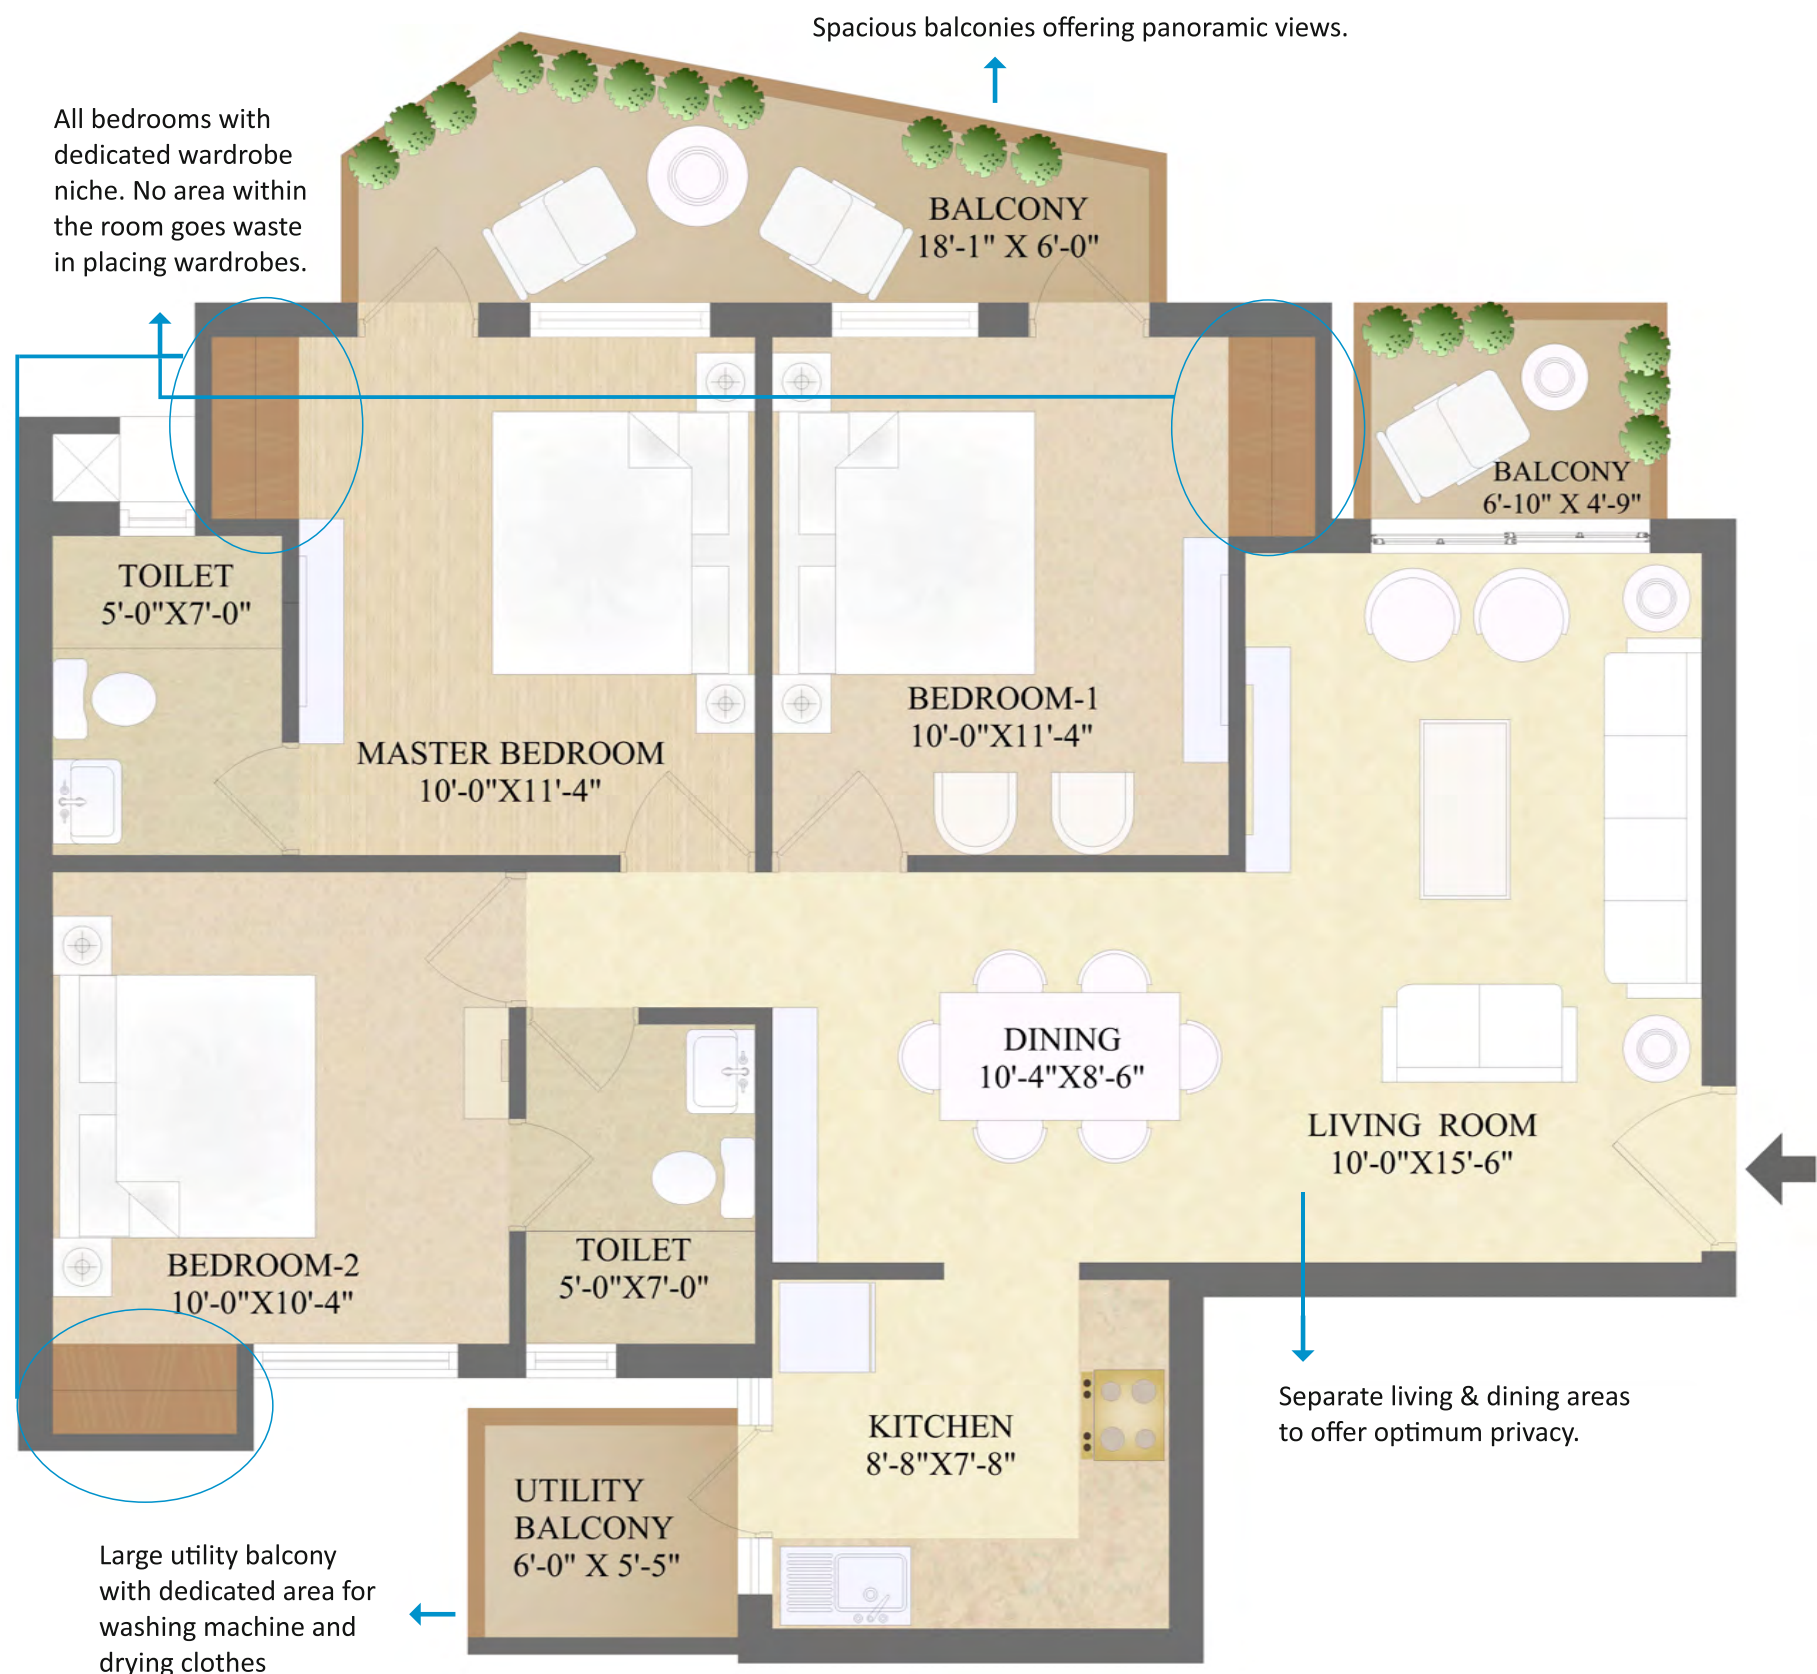 Spacious balconies offering panoramic views.
All bedrooms with
dedicated wardrobe
niche. No area within
the room goes waste
in placing wardrobes.
BALCONY
18'-1" X 6'-0"
BALCONY
6'-10" X 4'-9"
TOILET
5'-0"X7'-0"
MASTER BEDROOM
10'-0"X11'-4"
BEDROOM-1
10'-0"X11'-4"
DINING
10'-4"X8'-6"
LIVING ROOM
10'-0"X15'-6"
BEDROOM-2
10'-0"X10'-4"
TOILET
5'-0"X7'-0"
KITCHEN
8'-8"X7'-8"
Separate living & dining areas
to offer optimum privacy.
UTILITY
BALCONY
6'-0" X 5'-5"
Large utility balcony
with dedicated area for
washing machine and
drying clothes